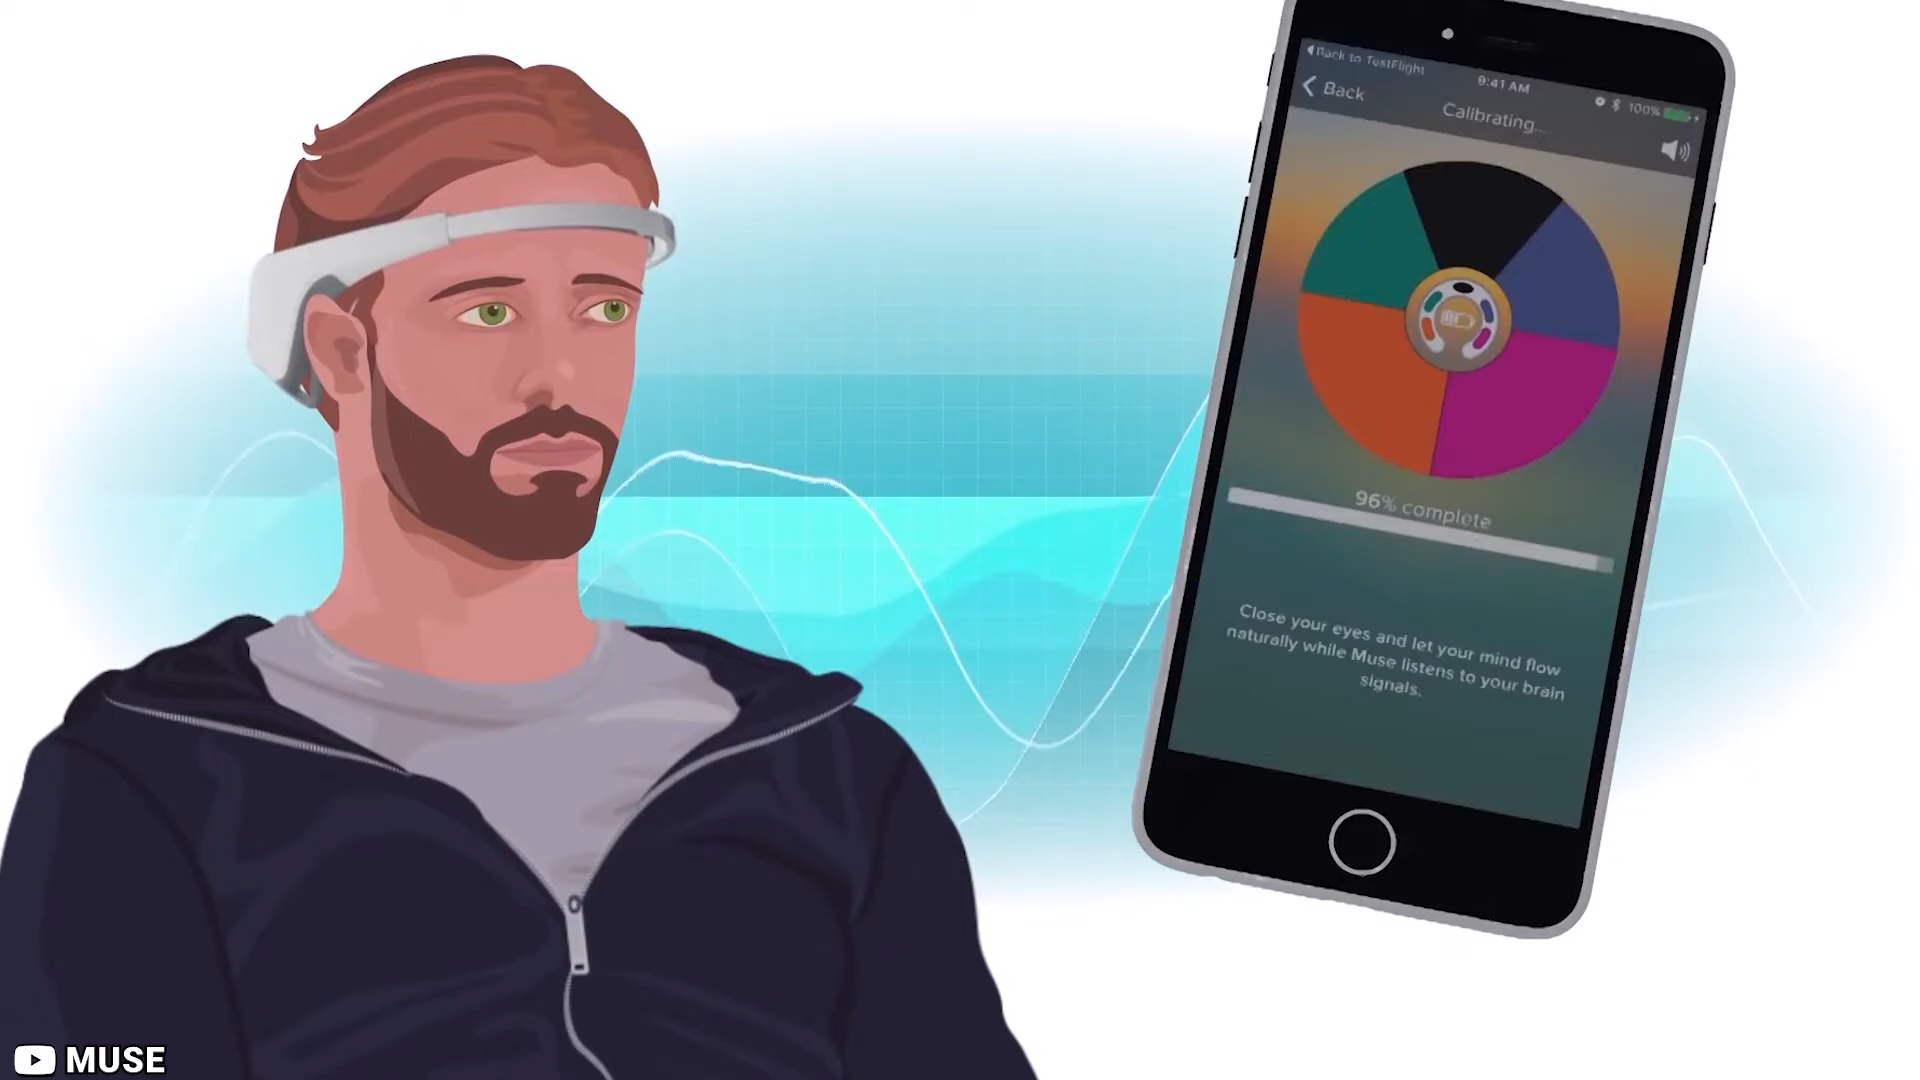 Back to TestFlight
9:41 AM
100%
Back
Calibrating...
96% complete
Close your eyes and let your mind flow
naturally while Muse listens to your brain
signals.
MUSE